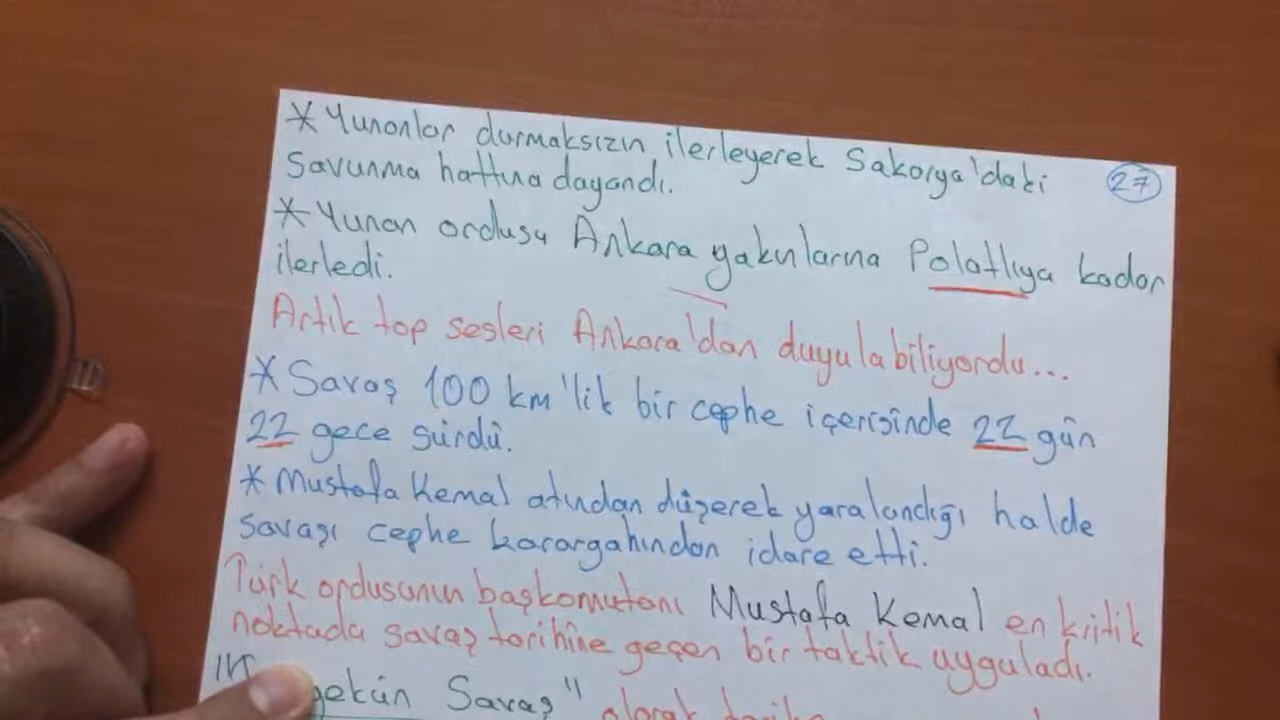 * Yunanlar durmaksızın ilerleyerek Sakarya'daki
27
savunma hattına dayandı.
* Yunan ordusu Ankara yakınlarına Polatlıya kadar
ilerledi.
Artık top sesleri Ankara'dan duyulabiliyordu...
* Savaş 100 km'lik bir cephe içerisinde 22 gün
22 gece sürdü.
* Mustafa Kemal atından düşerek yaralandığı halde
savaşı cephe karargahından idare etti.
Türk ordusunun başkomutanı Mustafa Kemal en kritik
noktada savaş tarihine geçen bir taktik uyguladı.
Savaş" olarak